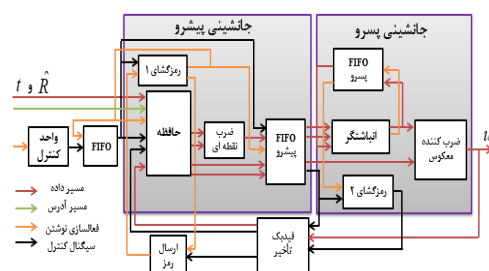 جانشینی پیشرو
جانشینی پسرو
t و R̂
رمزگشای ۱
FIFO
پسرو
حافظه
ضرب
نقطه ای
FIFO
پیشرو
انباشتگر
ضرب کننده
معکوس
واحد
کنترل
FIFO
رمزگشای ۲
مسیر داده
مسیر آدرس
فعالسازی نوشتن
سیگنال کنترل
ارسال
رمز
فیدبک
تأخیر